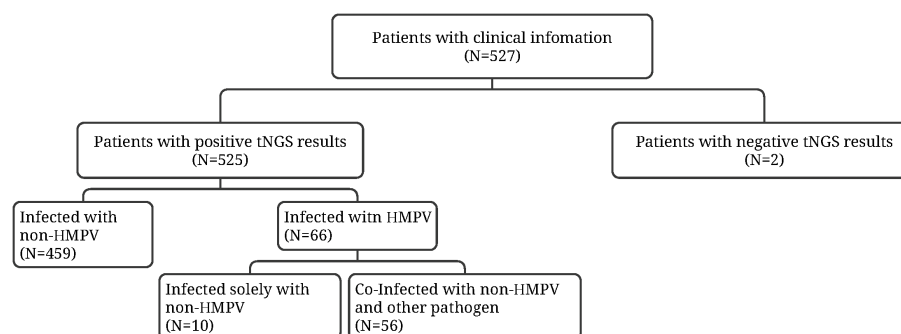 Patients with clinical infomation
(N=527)
Patients with positive tNGS results
(N=525)
Patients with negative tNGS results
(N=2)
Infected with
non-HMPV
(N=459)
Infected witn HMPV
(N=66)
Infected solely with
non-HMPV
(N=10)
Co-Infected with non-HMPV
and other pathogen
(N=56)